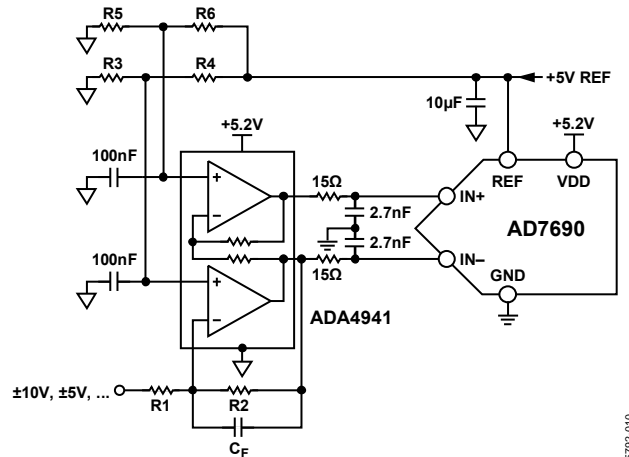 R5 R6
R3 R4
+5V REF
10µF
+5.2V
+5.2V
100nF
REF VDD
15Ω
IN+
2.7nF
AD7690
2.7nF
100nF
IN–
15Ω
GND
ADA4941
±10V, ±5V, ...
R1 R2
CF